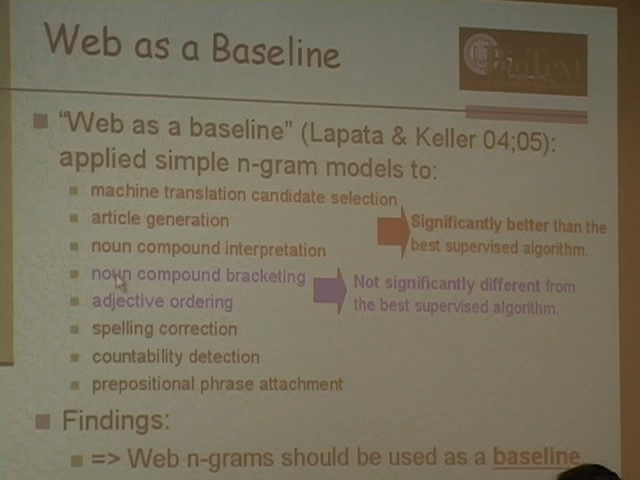 Web as a Baseline
BioText
"Web as a baseline" (Lapata & Keller 04;05):
applied simple n-gram models to:
machine translation candidate selection
article generation
noun compound interpretation
noun compound bracketing
adjective ordering
spelling correction
countability detection
prepositional phrase attachment
Significantly better than the
best supervised algorithm.
Not significantly different from
the best supervised algorithm.
Findings:
=> Web n-grams should be used as a baseline